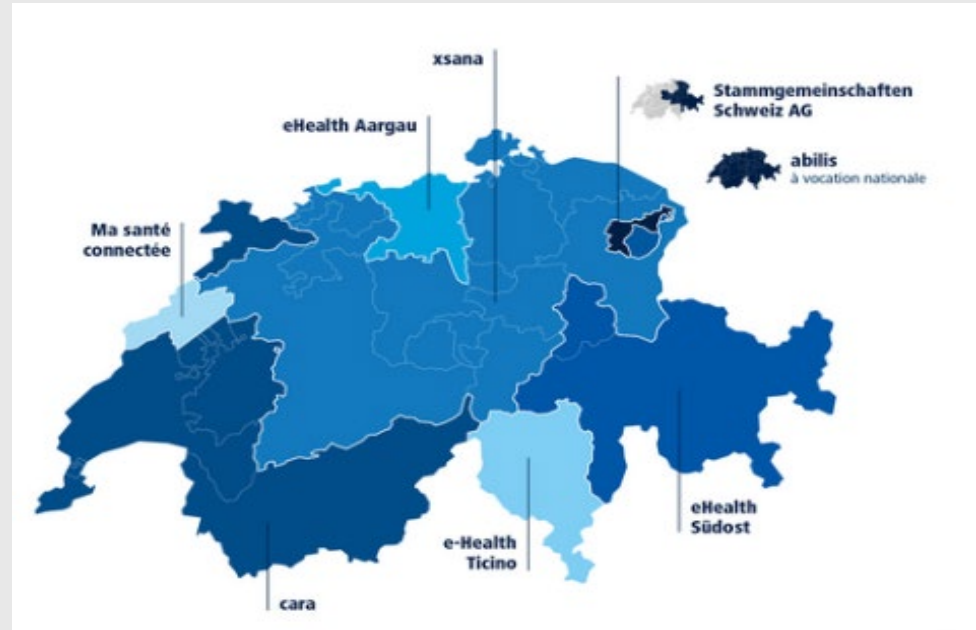 xsana
Stammgemeinschaften
Schweiz AG
eHealth Aargau
abilis
à vocation nationale
Ma santé
connectée
eHealth
Südost
e-Health
Ticino
cara